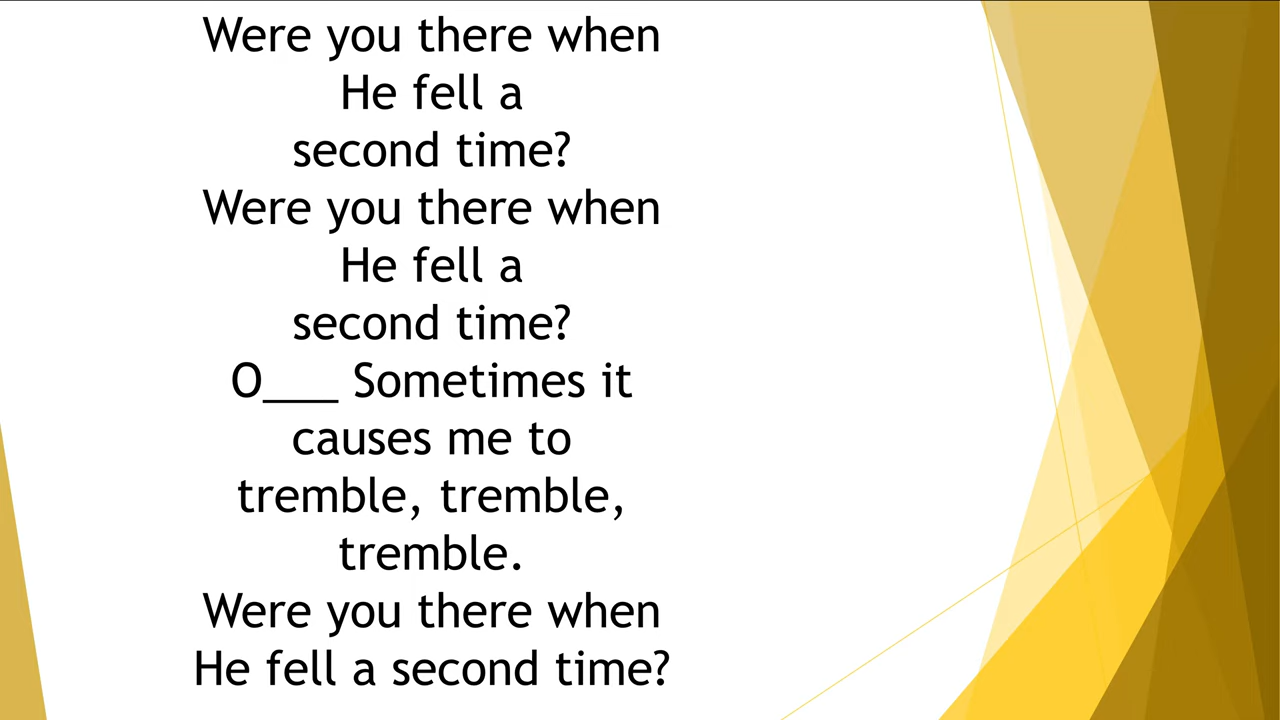 Were you there when
He fell a
second time?
Were you there when
He fell a
second time?
O___ Sometimes it
causes me to
tremble, tremble,
tremble.
Were you there when
He fell a second time?